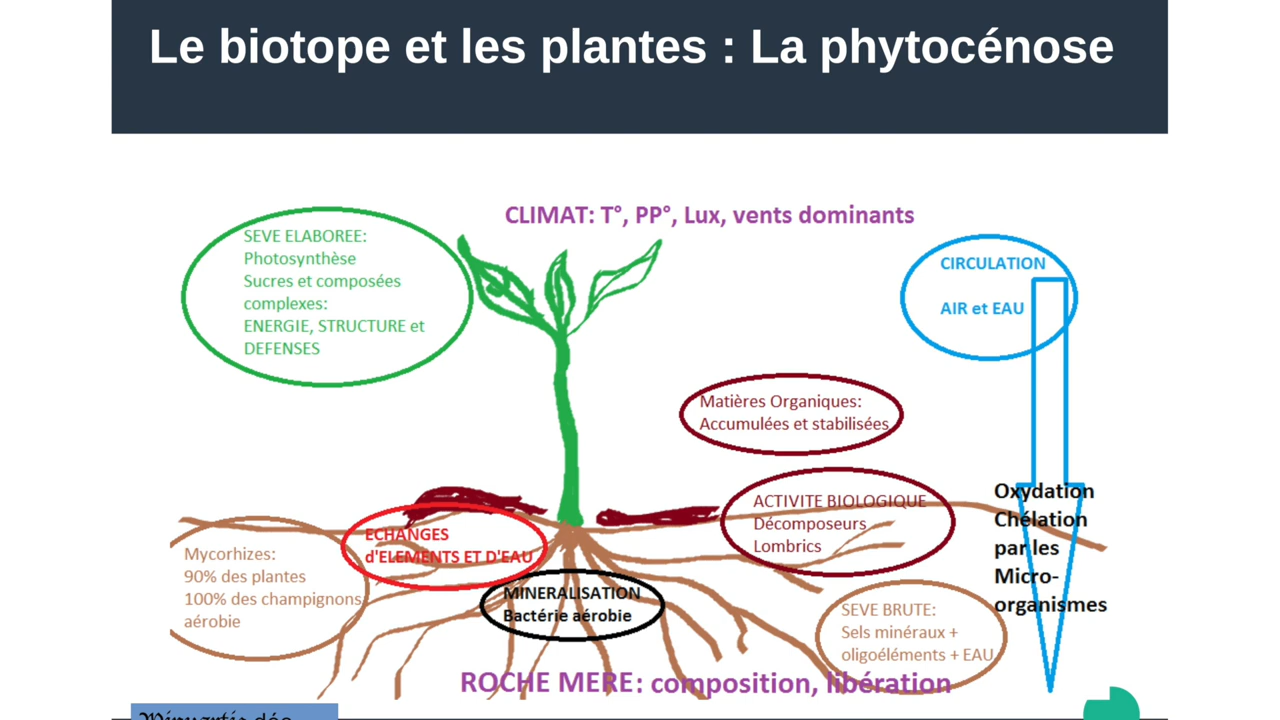 Le biotope et les plantes : La phytocénose
CLIMAT: T°, PP°, Lux, vents dominants
SEVE ELABOREE:
Photosynthèse
Sucres et composées
complexes:
ENERGIE, STRUCTURE et
DEFENSES
CIRCULATION
AIR et EAU
Matières Organiques:
Accumulées et stabilisées
ACTIVITE BIOLOGIQUE
Décomposeurs
Lombrics
Oxydation
Chélation
par les
Micro-
organismes
ECHANGES
d'ELEMENTS ET D'EAU
Mycorhizes:
90% des plantes
100% des champignons
aérobie
MINERALISATION
Bactérie aérobie
SEVE BRUTE:
Sels minéraux +
oligoéléments + EAU
ROCHE MERE: composition, libération